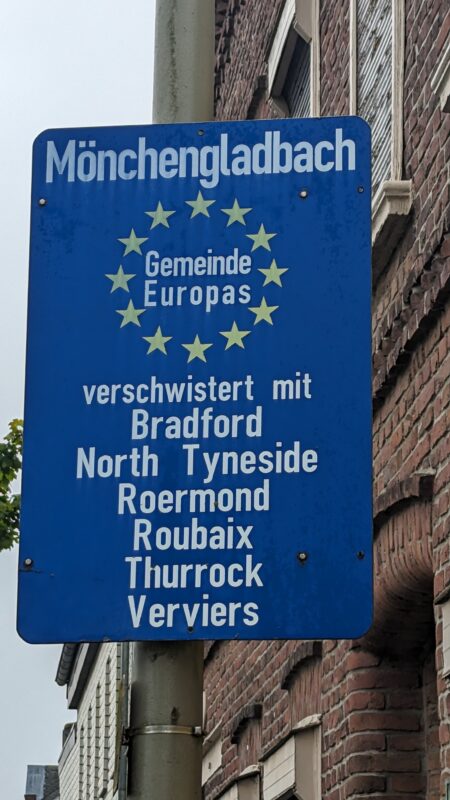 Mönchengladbach
Gemeinde
Europas
verschwistert mit
Bradford
North Tyneside
Roermond
Roubaix
Thurrock
Verviers